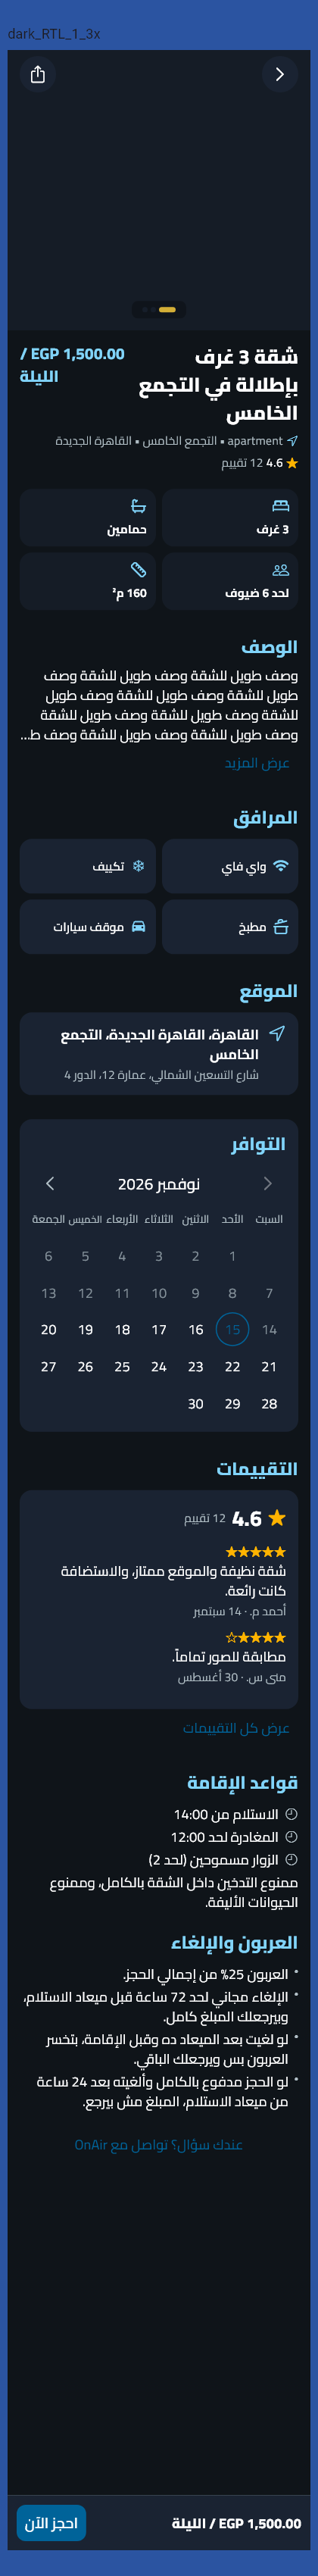 dark_RTL_1_3x
شقة 3 غرف
بإطلالة في التجمع
الخامس
EGP 1,500.00 /
الليلة
apartment • التجمع الخامس • القاهرة الجديدة
4.6 12 تقييم
3 غرف
حمامين
لحد 6 ضيوف
160 م²
الوصف
وصف طويل للشقة وصف طويل للشقة وصف
طويل للشقة وصف طويل للشقة وصف طويل
للشقة وصف طويل للشقة وصف طويل للشقة
وصف طويل للشقة وصف طويل للشقة وصف ط...
عرض المزيد
المرافق
واي فاي
تكييف
مطبخ
موقف سيارات
الموقع
القاهرة، القاهرة الجديدة، التجمع
الخامس
شارع التسعين الشمالي، عمارة 12، الدور 4
التوافر
نوفمبر 2026
السبت الأحد الاثنين الثلاثاء الأربعاء الخميس الجمعة
1 2 3 4 5 6
7 8 9 10 11 12 13
14 15 16 17 18 19 20
21 22 23 24 25 26 27
28 29 30
التقييمات
4.6 12 تقييم
★★★★★
شقة نظيفة والموقع ممتاز، والاستضافة
كانت رائعة.
أحمد م. · 14 سبتمبر
★★★★☆
مطابقة للصور تماماً.
منى س. · 30 أغسطس
عرض كل التقييمات
قواعد الإقامة
الاستلام من 14:00
المغادرة لحد 12:00
الزوار مسموحين (لحد 2)
ممنوع التدخين داخل الشقة بالكامل، وممنوع
الحيوانات الأليفة.
العربون والإلغاء
• العربون 25% من إجمالي الحجز.
• الإلغاء مجاني لحد 72 ساعة قبل ميعاد الاستلام،
وبيرجعلك المبلغ كامل.
• لو لغيت بعد الميعاد ده وقبل الإقامة، بتخسر
العربون بس ويرجعلك الباقي.
• لو الحجز مدفوع بالكامل وألغيته بعد 24 ساعة
من ميعاد الاستلام، المبلغ مش بيرجع.
عندك سؤال؟ تواصل مع OnAir
EGP 1,500.00 / الليلة
احجز الآن